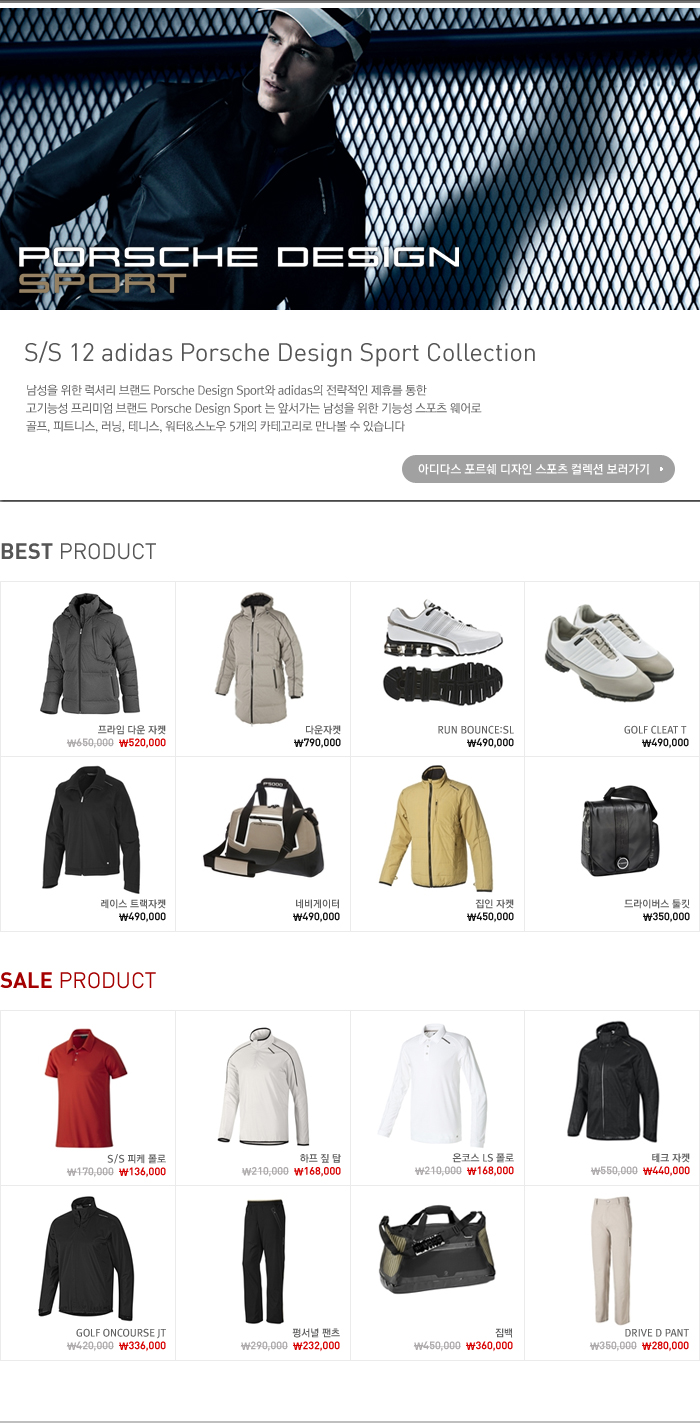 PORSCHE DESIGN
SPORT
S/S 12 adidas Porsche Design Sport Collection
남성을 위한 럭셔리 브랜드 Porsche Design Sport와 adidas의 전략적인 제휴를 통한
고기능성 프리미엄 브랜드 Porsche Design Sport 는 앞서가는 남성을 위한 기능성 스포츠 웨어로
골프, 피트니스, 러닝, 테니스, 워터&스노우 5개의 카테고리로 만나볼 수 있습니다
아디다스 포르쉐 디자인 스포츠 컬렉션 보러가기
BEST PRODUCT
프라임 다운 자켓
₩650,000 ₩520,000
다운자켓
₩790,000
RUN BOUNCE:SL
₩490,000
GOLF CLEAT T
₩490,000
레이스 트랙자켓
₩490,000
네비게이터
₩490,000
집인 자켓
₩450,000
드라이버스 툴킷
₩350,000
SALE PRODUCT
S/S 피케 폴로
₩170,000 ₩136,000
하프 짚 탑
₩210,000 ₩168,000
온코스 LS 폴로
₩210,000 ₩168,000
테크 자켓
₩550,000 ₩440,000
GOLF ONCOURSE JT
₩420,000 ₩336,000
펑셔널 팬츠
₩290,000 ₩232,000
짐백
₩450,000 ₩360,000
DRIVE D PANT
₩350,000 ₩280,000